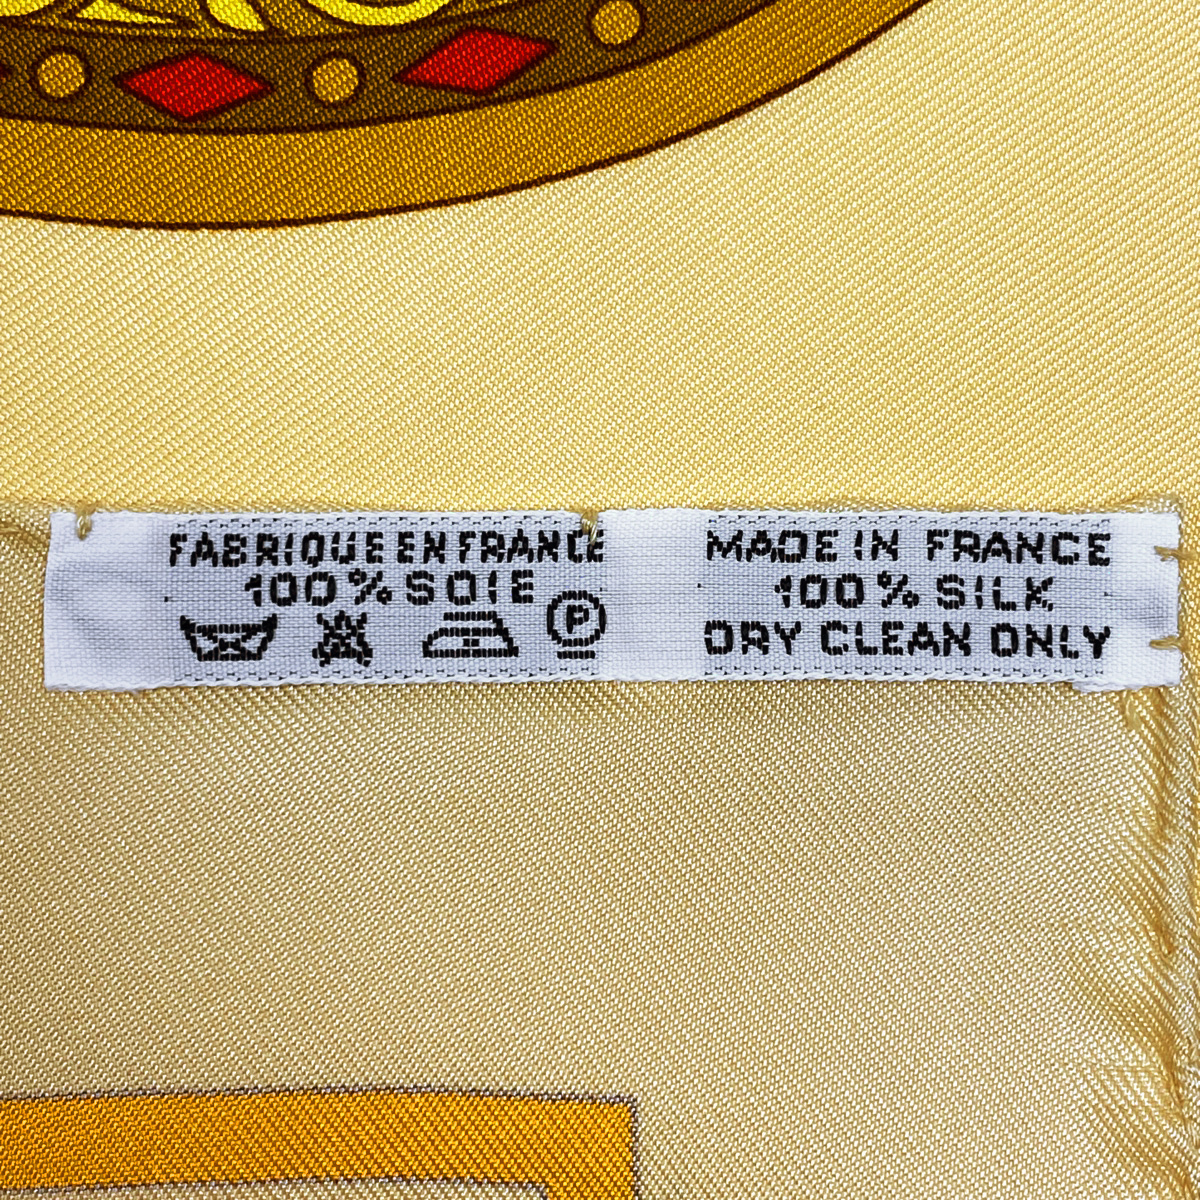 FABRIQUE EN FRANCE
100% SOIE
P
MADE IN FRANCE
100% SILK
DRY CLEAN ONLY